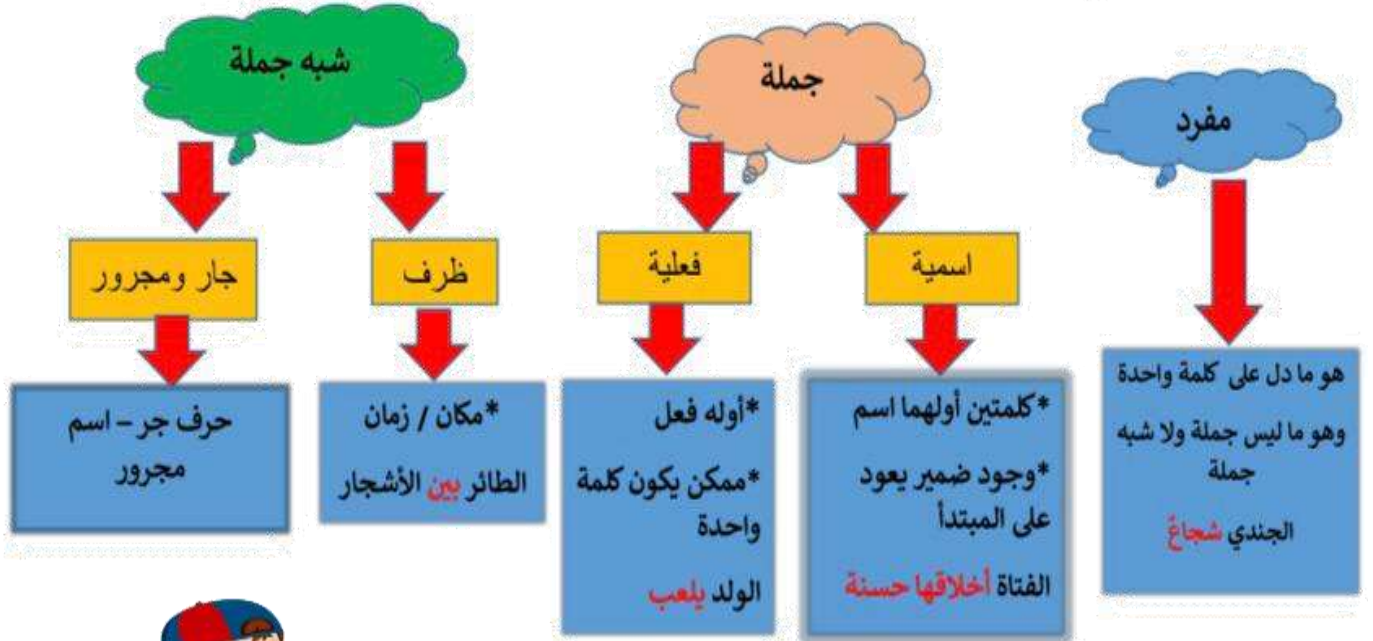 مفرد
جملة
شبه جملة
اسمية
فعلية
ظرف
جار ومجرور
هو ما دل على كلمة واحدة
وهو ما ليس جملة ولا شبه
جملة
الجندي شجاعٌ
*كلمتين أولهما اسم
*وجود ضمير يعود
على المبتدأ
الفتاة أخلاقها حسنة
*أوله فعل
*ممكن يكون كلمة
واحدة
الولد يلعب
*مكان / زمان
الطائر بين الأشجار
حرف جر – اسم
مجرور